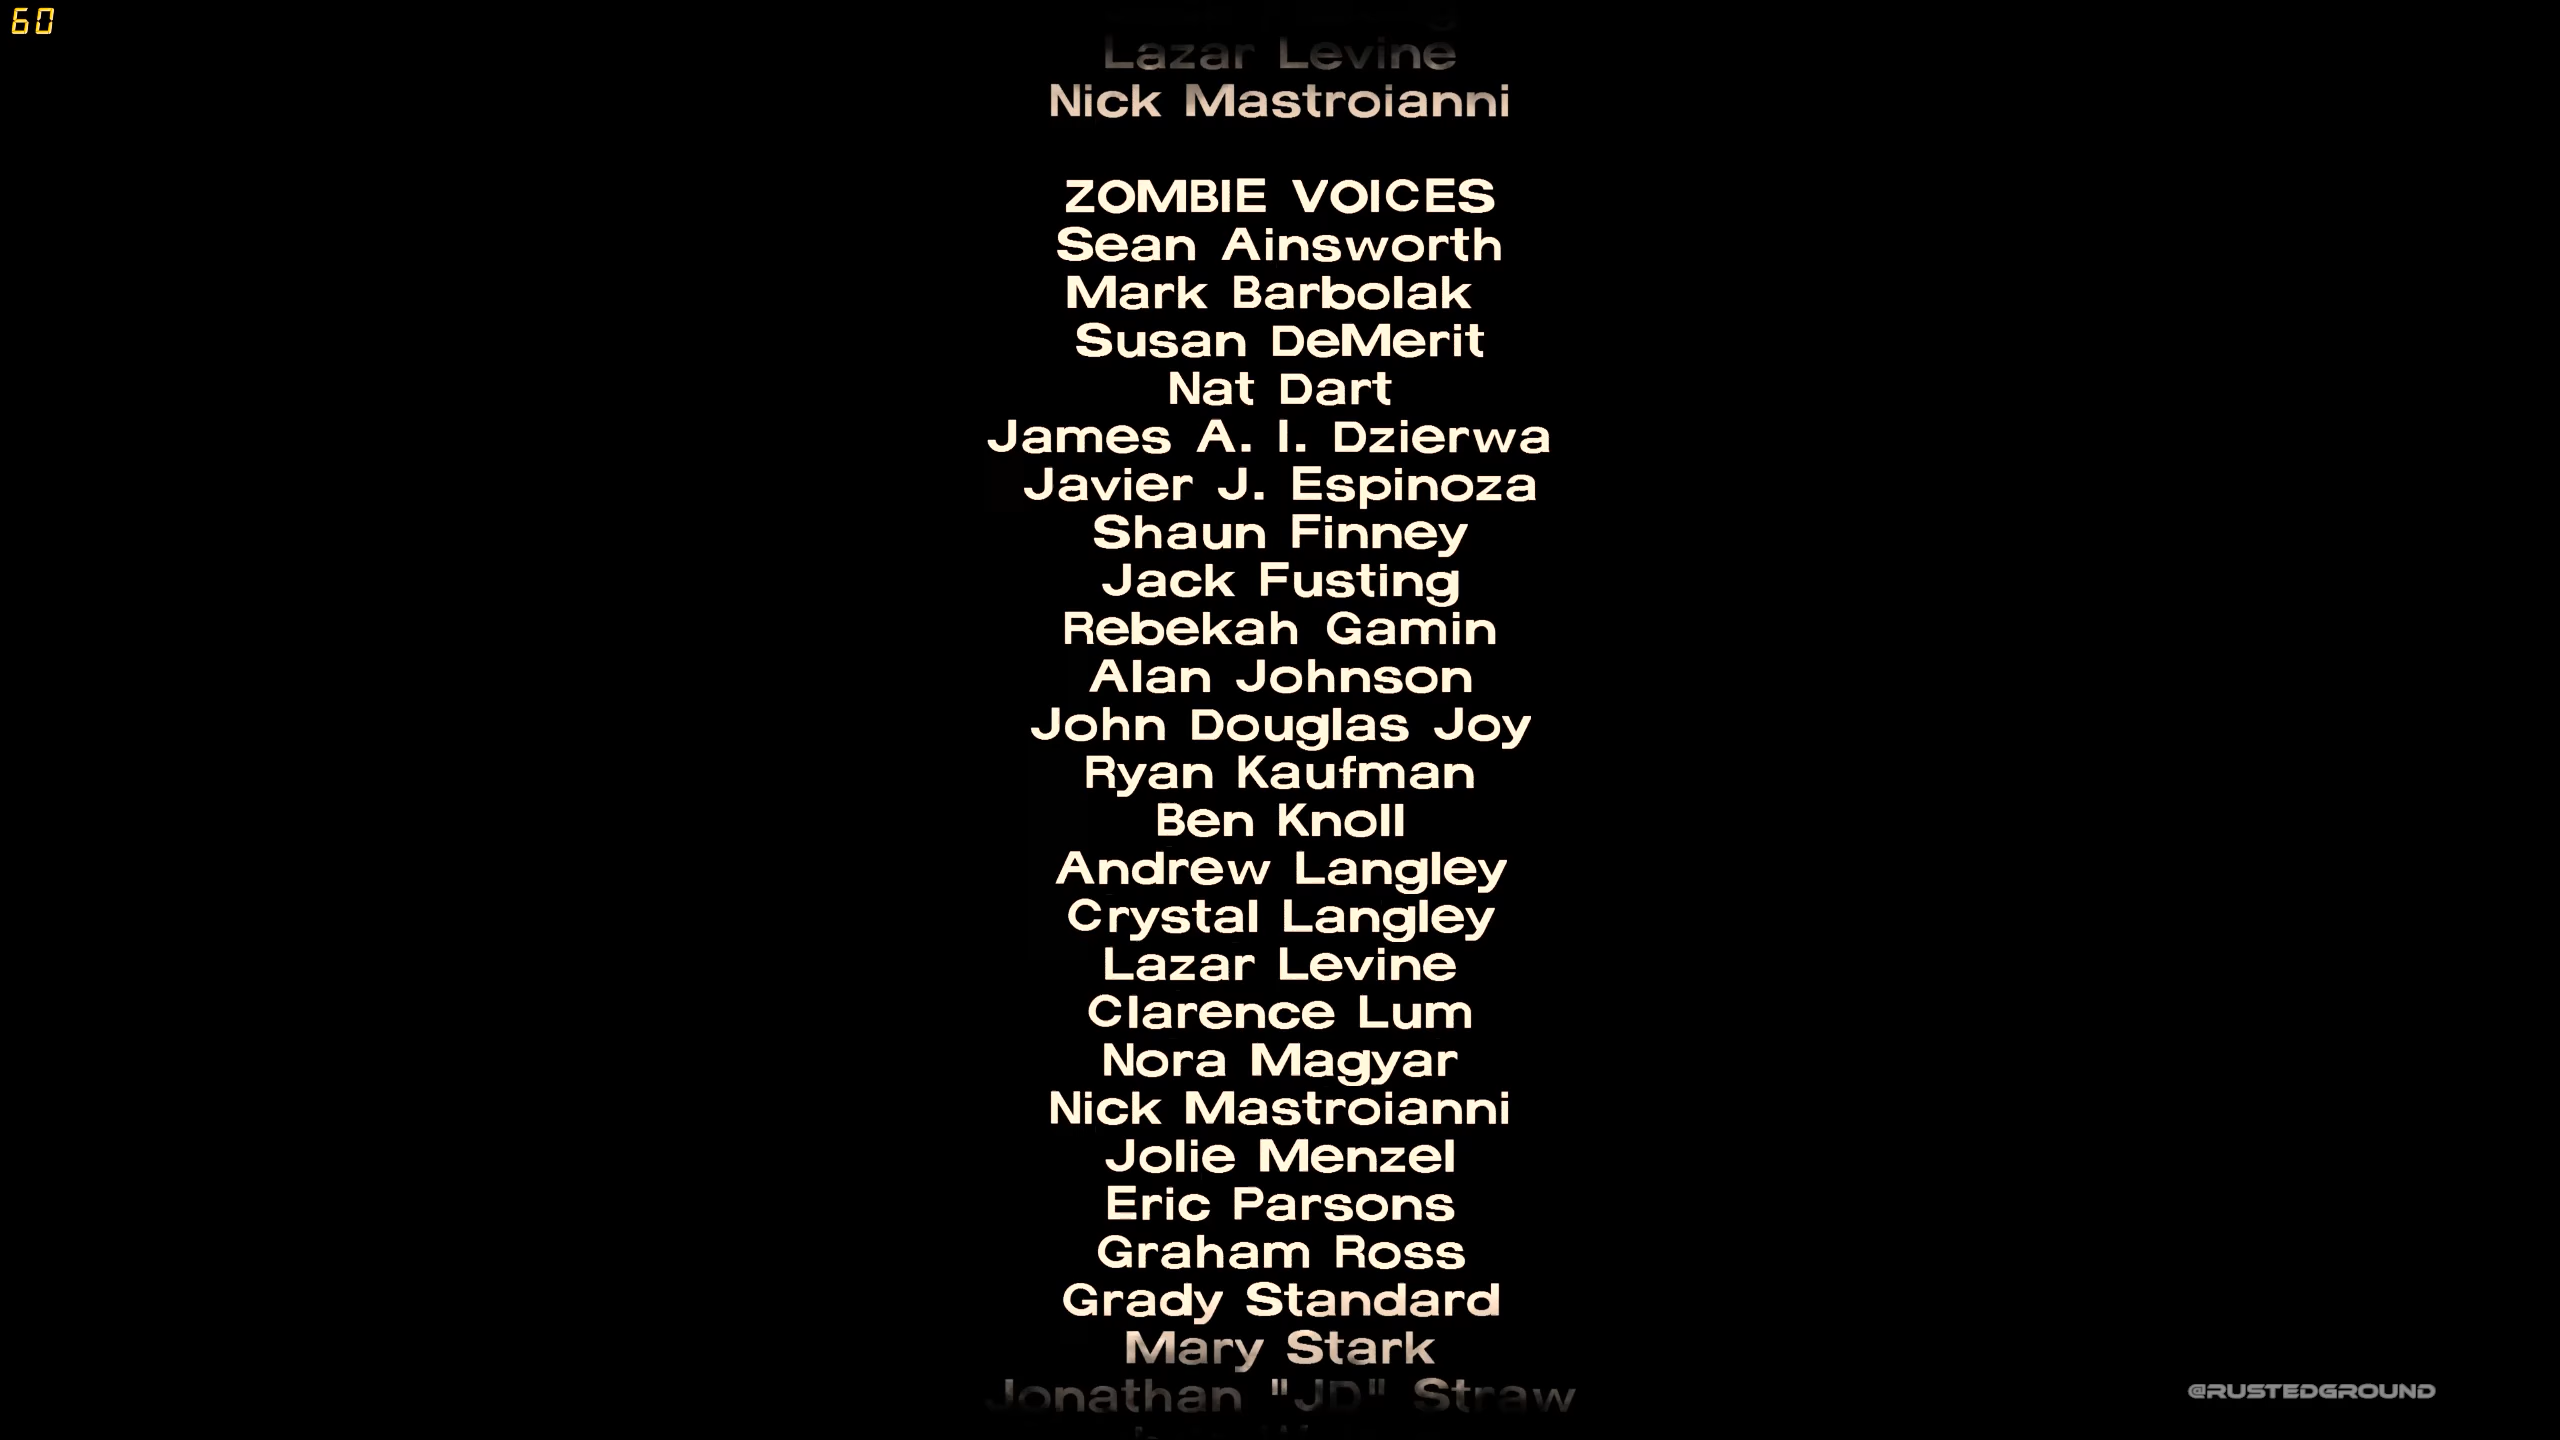 60
Lazar Levine
Nick Mastroianni
ZOMBIE VOICES
Sean Ainsworth
Mark Barbolak
Susan DeMerit
Nat Dart
James A. I. Dzierwa
Javier J. Espinoza
Shaun Finney
Jack Fusting
Rebekah Gamin
Alan Johnson
John Douglas Joy
Ryan Kaufman
Ben Knoll
Andrew Langley
Crystal Langley
Lazar Levine
Clarence Lum
Nora Magyar
Nick Mastroianni
Jolie Menzel
Eric Parsons
Graham Ross
Grady Standard
Mary Stark
Jonathan "JD" Straw
@RUSTEDGROUND